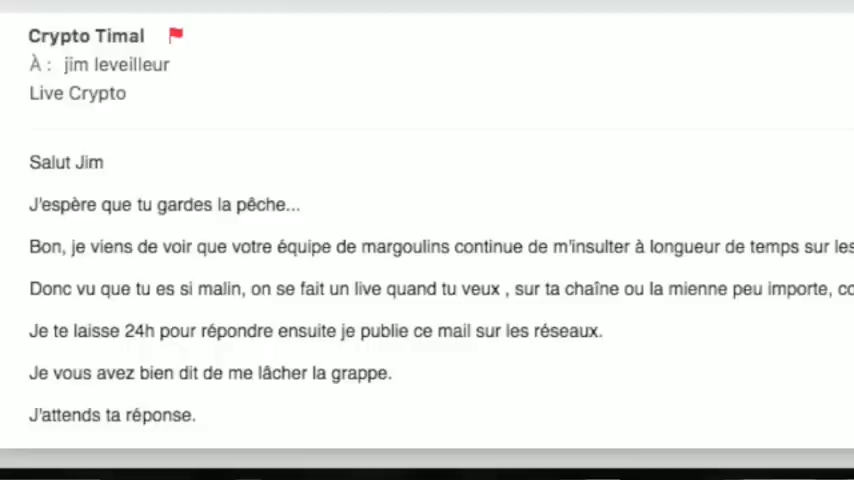 Crypto Timal
À : jim leveilleur
Live Crypto
Salut Jim
J'espère que tu gardes la pêche...
Bon, je viens de voir que votre équipe de margoulins continue de m'insulter à longueur de temps sur les
Donc vu que tu es si malin, on se fait un live quand tu veux , sur ta chaîne ou la mienne peu importe, co
Je te laisse 24h pour répondre ensuite je publie ce mail sur les réseaux.
Je vous avez bien dit de me lâcher la grappe.
J'attends ta réponse.